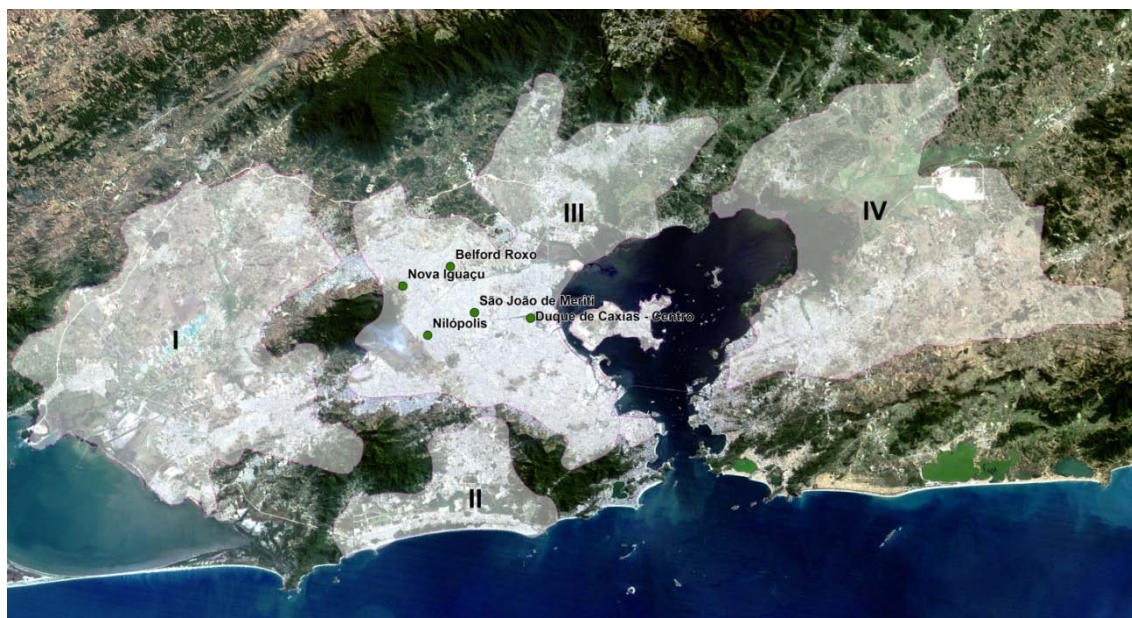 IV
III
Belford Roxo
Nova Iguaçu
São João de Meriti
Duque de Caxias - Centro
Nilópolis
I
II